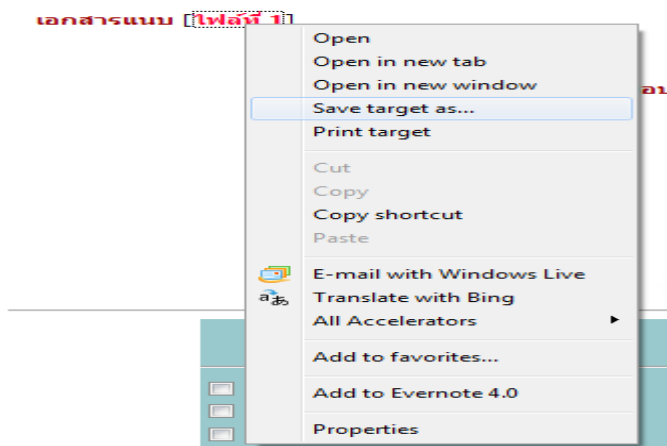 เอกสารแนบ [ไฟล์ที่ 1]
Open
Open in new tab
Open in new window
Save target as...
Print target
Cut
Copy
Copy shortcut
Paste
E-mail with Windows Live
Translate with Bing
All Accelerators
Add to favorites...
Add to Evernote 4.0
Properties